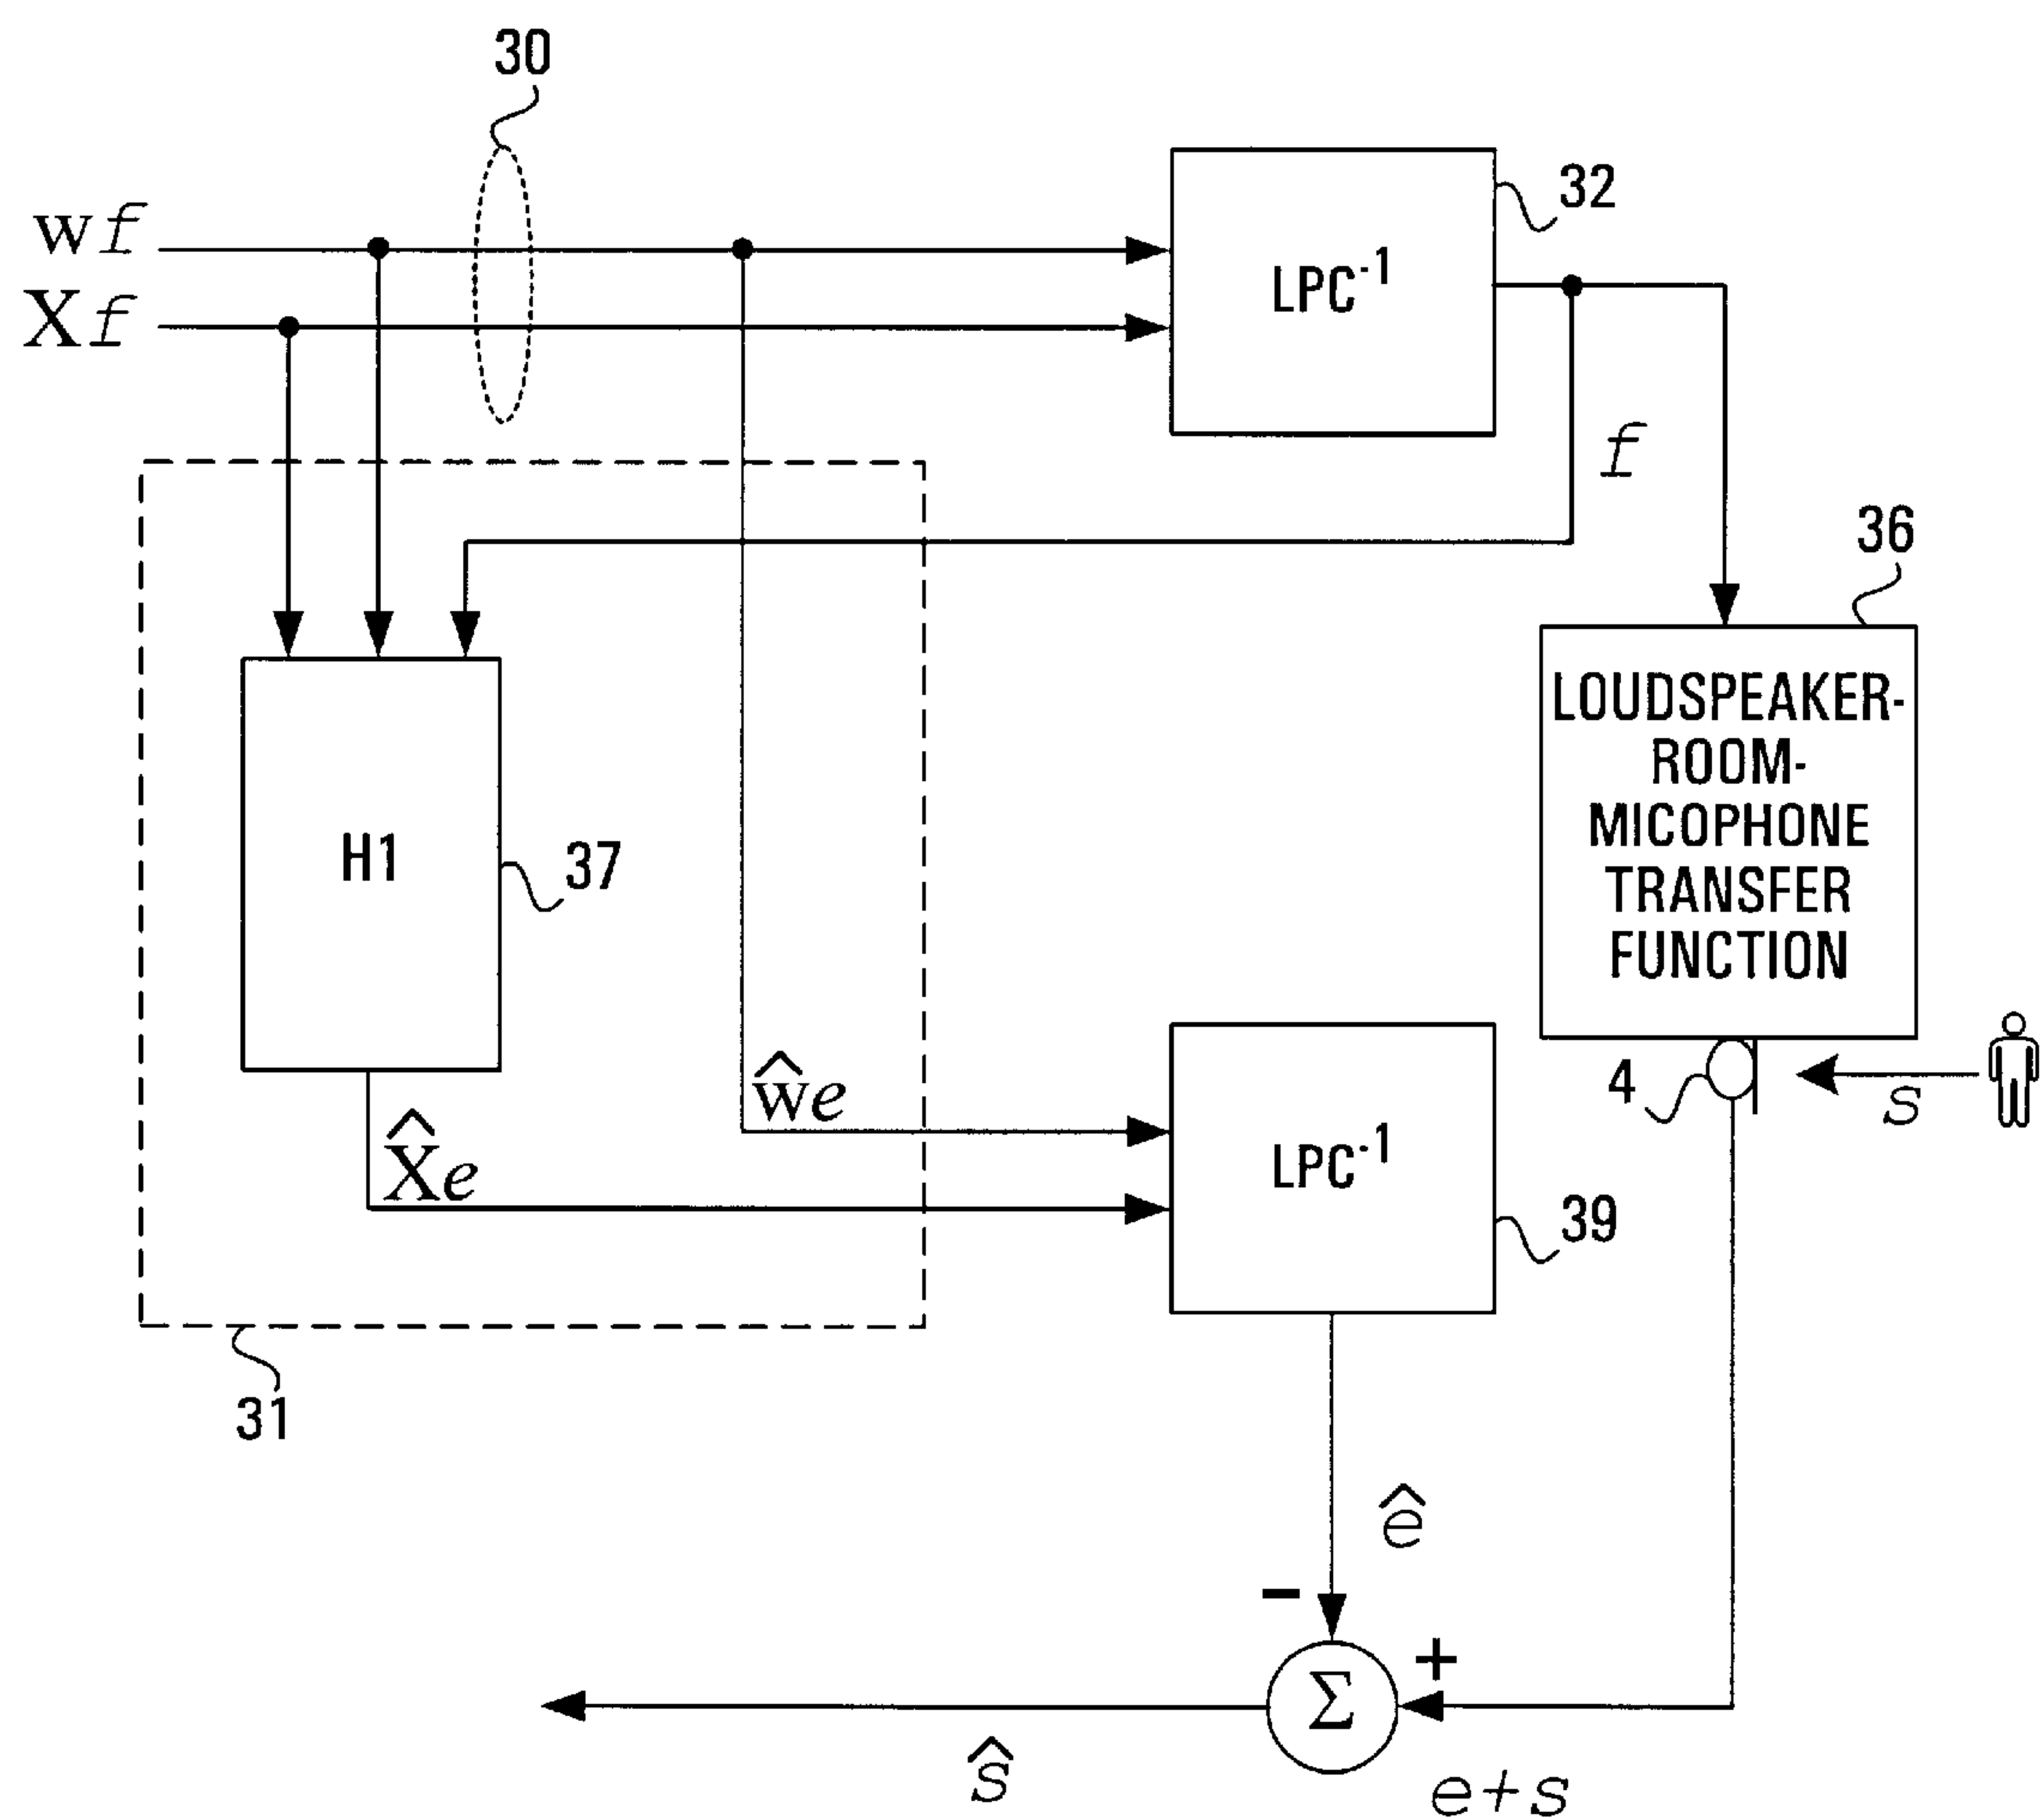 30
32
wf
Xf
LPC⁻¹
f
36
LOUDSPEAKER-
ROOM-
MICOPHONE
TRANSFER
FUNCTION
H1
37
4
s
ŵe
X̂e
LPC⁻¹
39
31
ê
-
+
Σ
ŝ
e+s